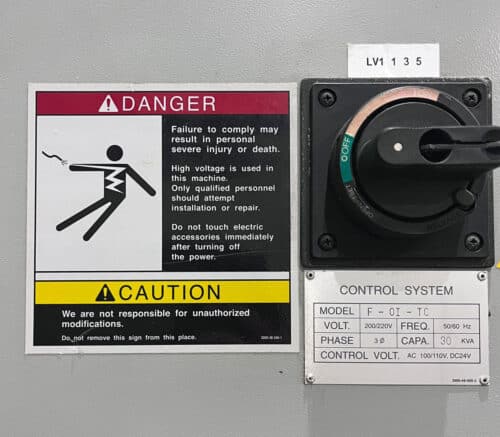 LV1 1 3 5
DANGER
Failure to comply may
result in personal
severe injury or death.
High voltage is used in
this machine.
Only qualified personnel
should attempt
installation or repair.
Do not touch electric
accessories immediately
after turning off
the power.
CAUTION
We are not responsible for unauthorized
modifications.
Do not remove this sign from this place.
OFF
CONTROL SYSTEM
MODEL F - OI - TC
VOLT. 200/220V FREQ. 50/60 Hz
PHASE 3 Ø CAPA. 30 KVA
CONTROL VOLT. AC 100/110V, DC24V